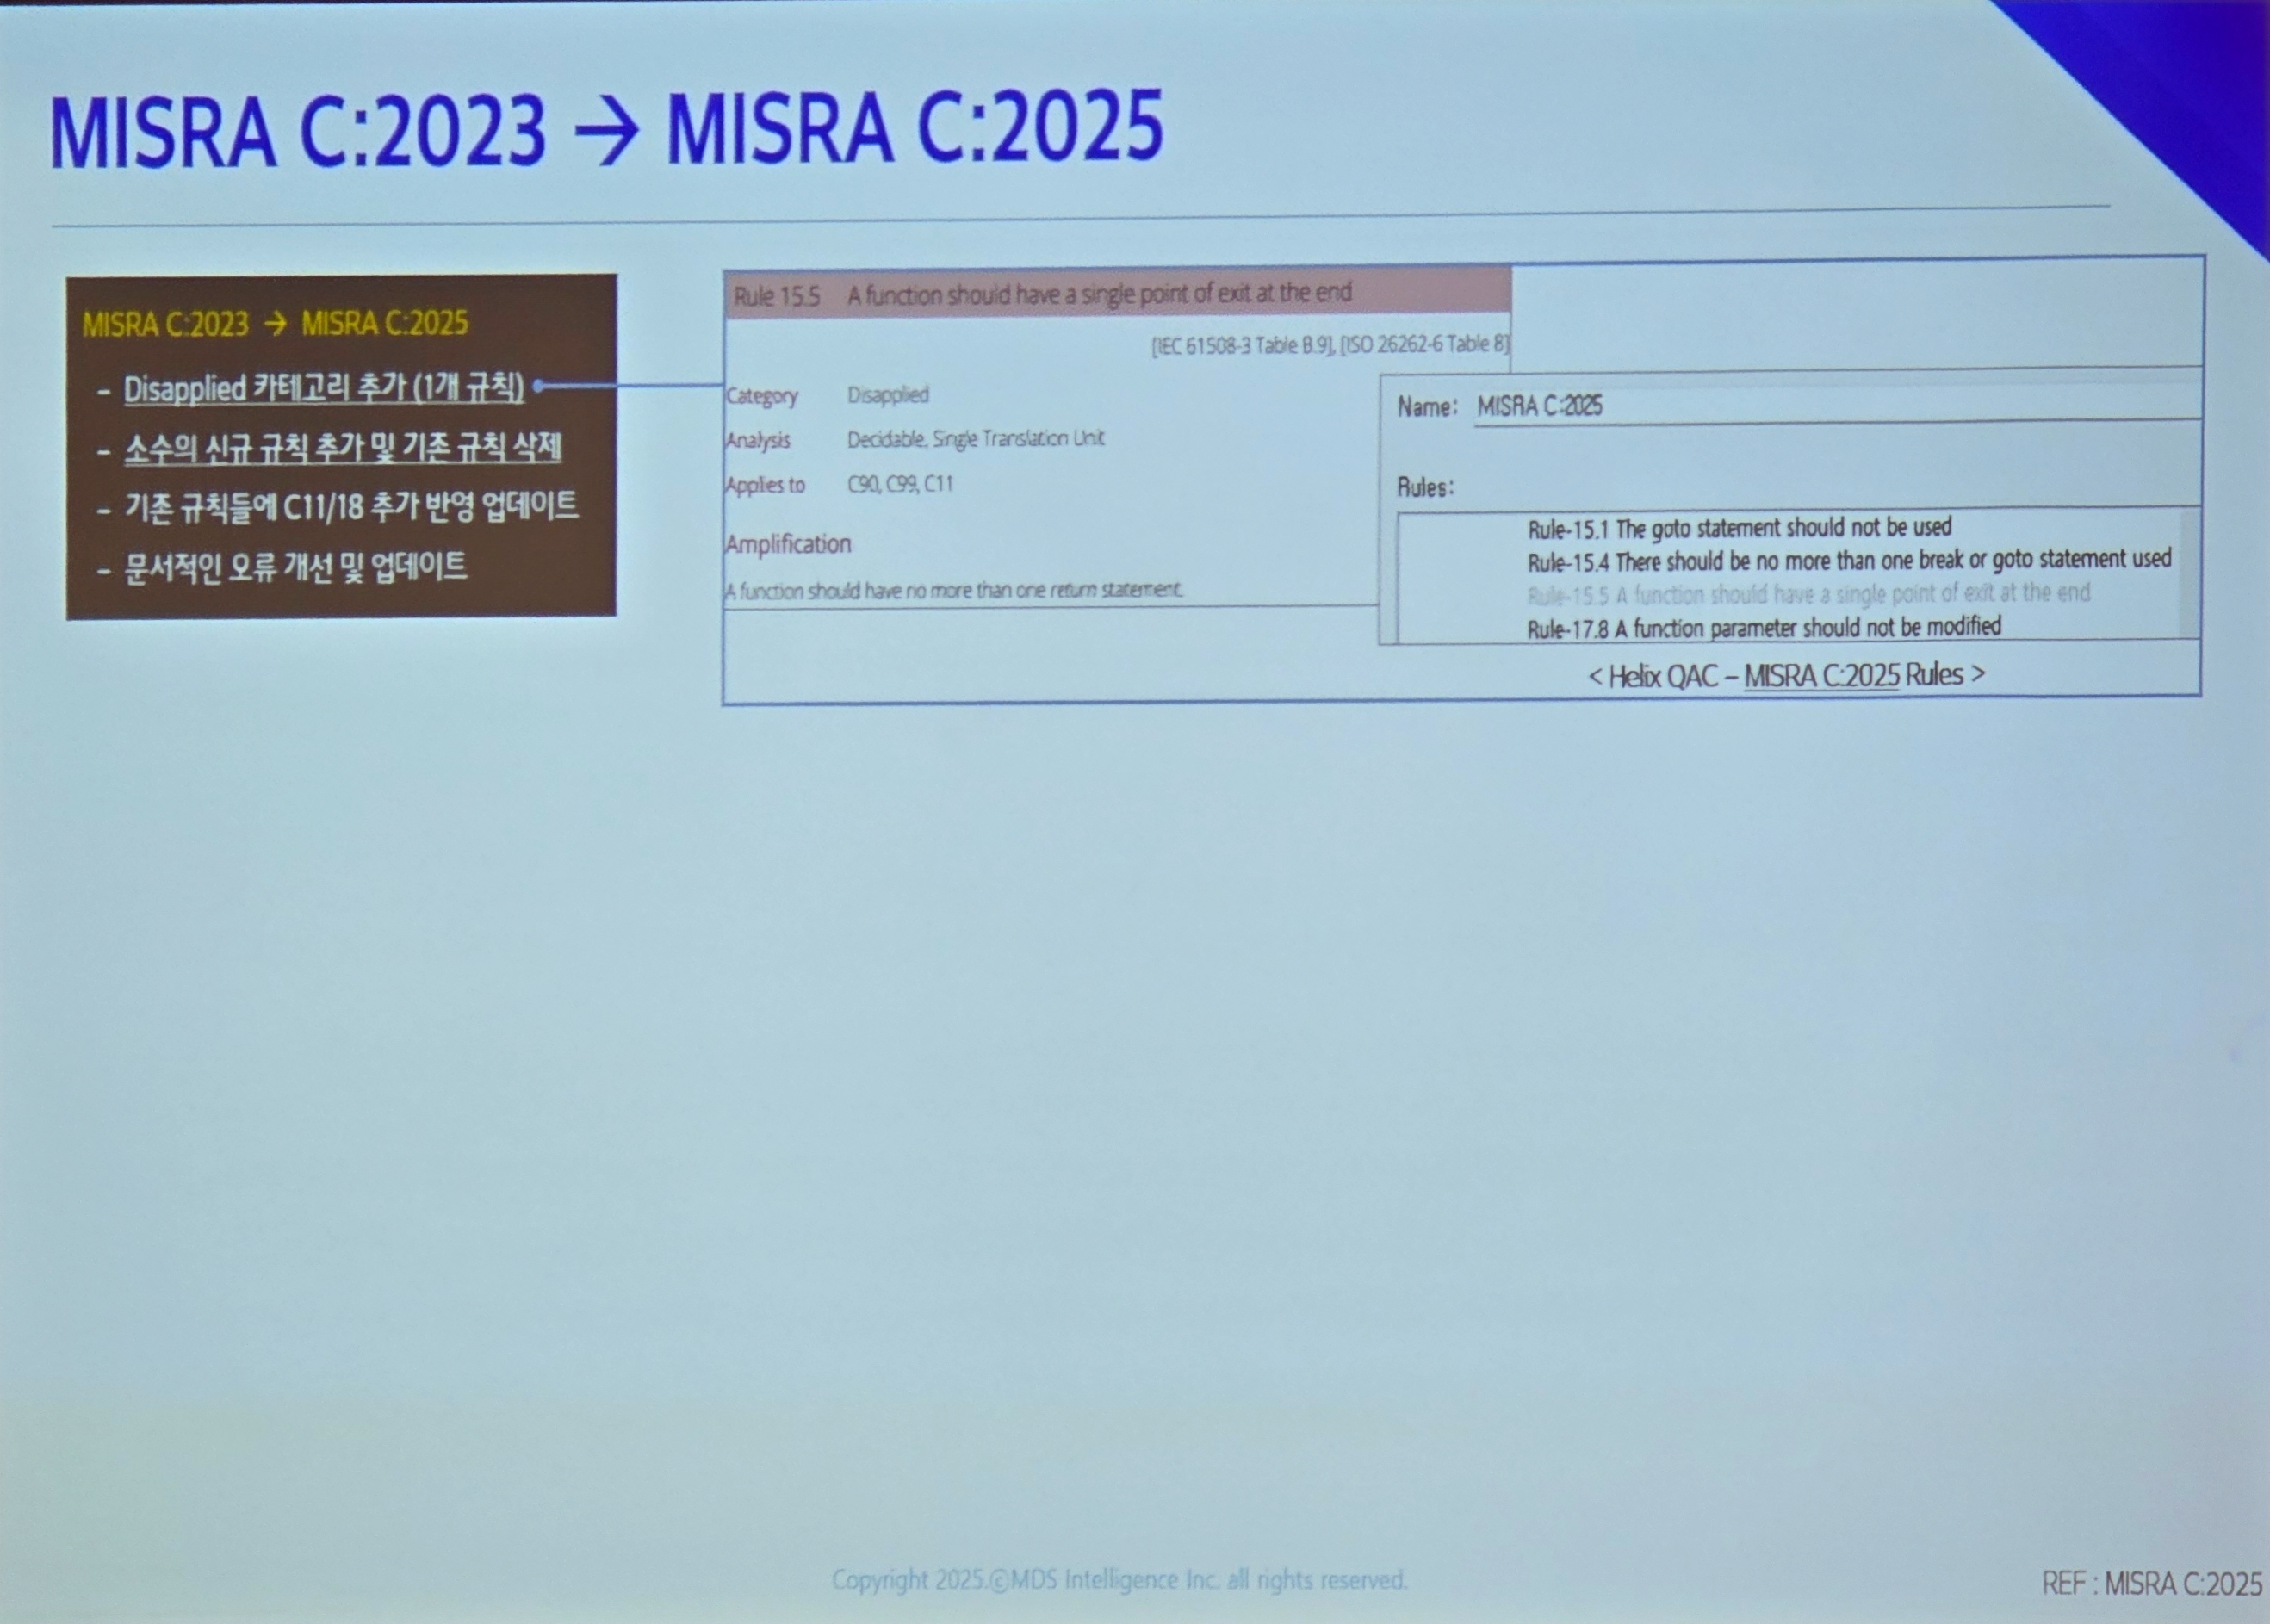 MISRA C:2023 → MISRA C:2025
MISRA C:2023 → MISRA C:2025
- Disapplied 카테고리 추가 (1개 규칙)
- 소수의 신규 규칙 추가 및 기존 규칙 삭제
- 기존 규칙들에 C11/18 추가 반영 업데이트
- 문서적인 오류 개선 및 업데이트
Rule 15.5 A function should have a single point of exit at the end
[IEC 61508-3 Table B.9], [ISO 26262-6 Table 8]
Category Disapplied
Analysis Decidable, Single Translation Unit
Applies to C90, C99, C11
Amplification
A function should have no more than one return statement.
Name: MISRA C:2025
Rules:
Rule-15.1 The goto statement should not be used
Rule-15.4 There should be no more than one break or goto statement used
Rule-15.5 A function should have a single point of exit at the end
Rule-17.8 A function parameter should not be modified
< Helix QAC – MISRA C:2025 Rules >
Copyright 2025.©MDS Intelligence Inc. all rights reserved.
REF : MISRA C:2025